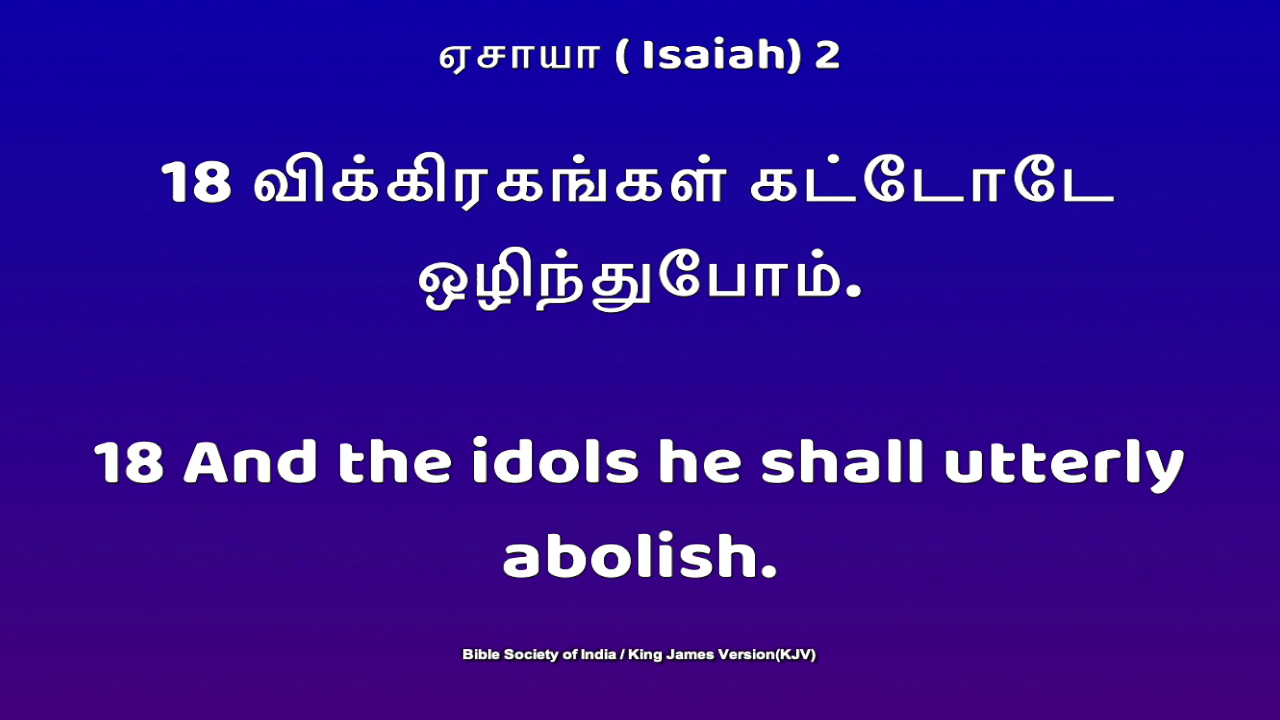 ஏசாயா ( Isaiah) 2
18 விக்கிரகங்கள் கட்டோடே
ஒழிந்துபோம்.
18 And the idols he shall utterly
abolish.
Bible Society of India / King James Version(KJV)